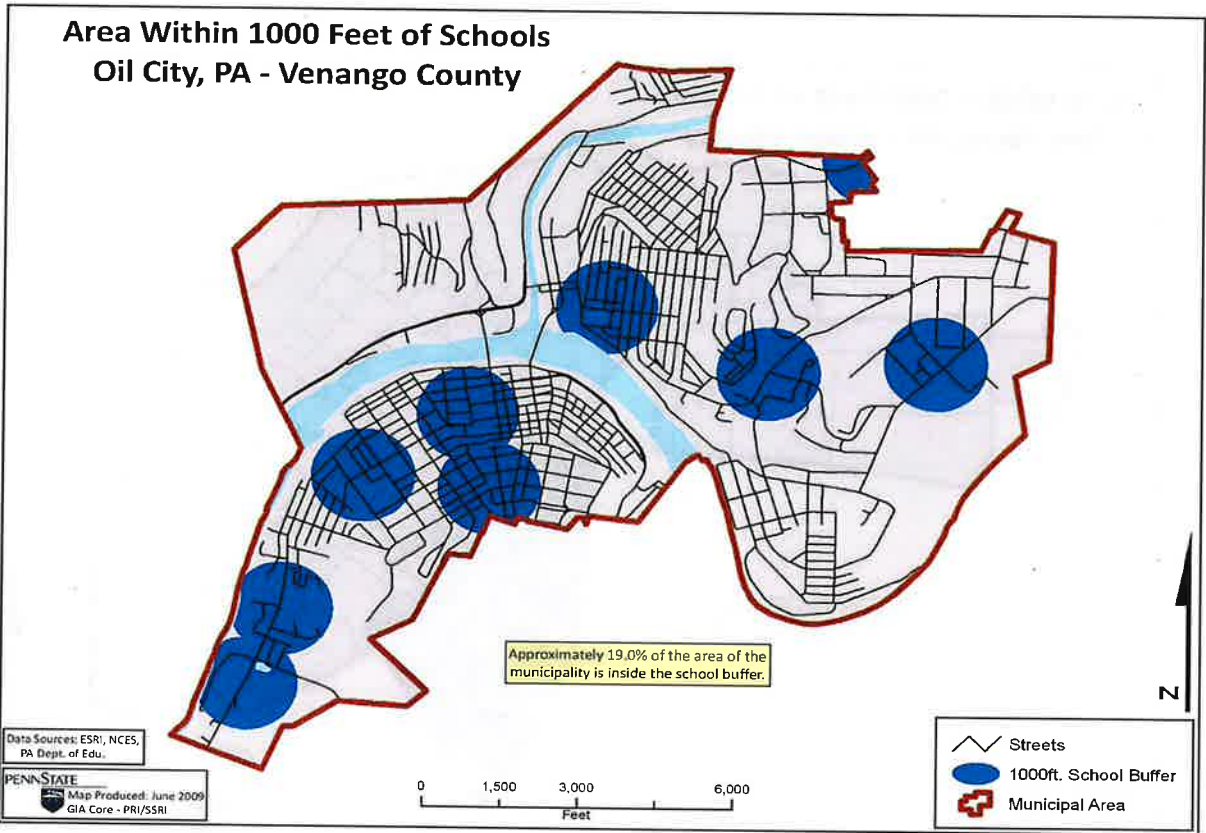 Area Within 1000 Feet of Schools
Oil City, PA - Venango County
Approximately 19.0% of the area of the
municipality is inside the school buffer.
N
Data Sources: ESRI, NCES,
PA Dept. of Edu.
PENNSTATE
Map Produced: June 2009
GIA Core - PRI/SSRI
0 1,500 3,000 6,000
Feet
Streets
1000ft. School Buffer
Municipal Area